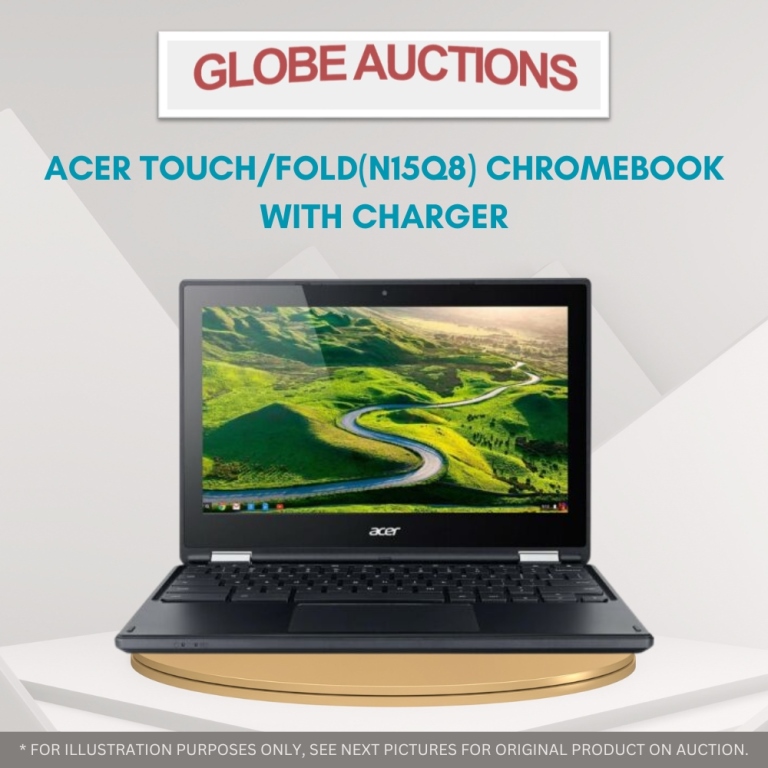 GLOBE AUCTIONS
ACER TOUCH/FOLD(N15Q8) CHROMEBOOK
WITH CHARGER
acer
* FOR ILLUSTRATION PURPOSES ONLY, SEE NEXT PICTURES FOR ORIGINAL PRODUCT ON AUCTION.